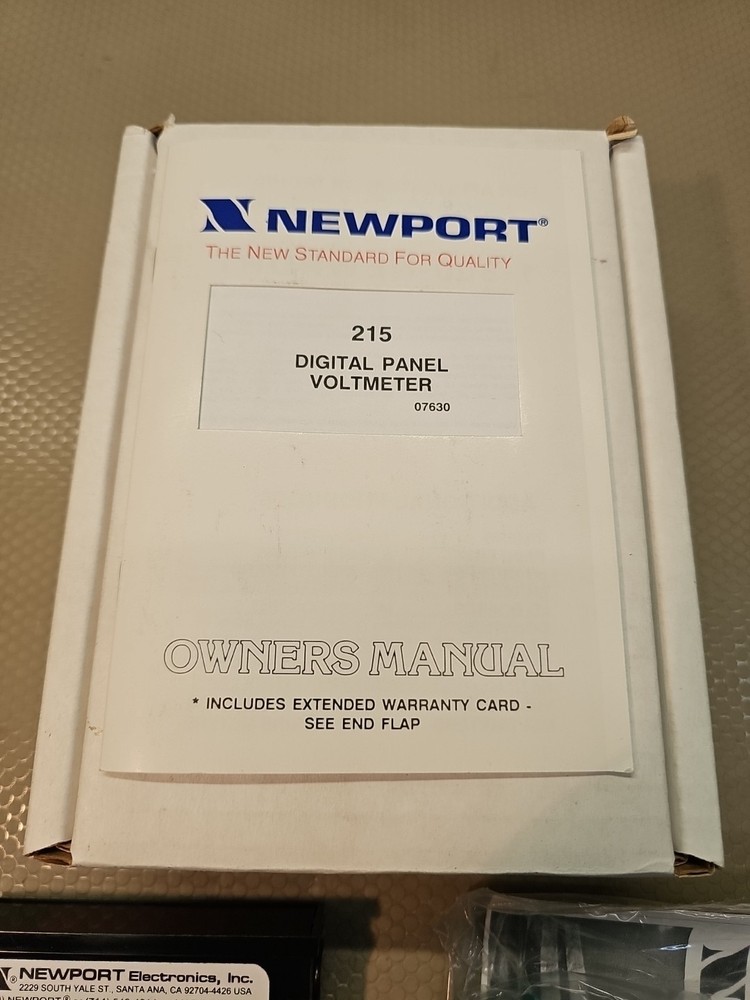 NEWPORT®
THE NEW STANDARD FOR QUALITY
215
DIGITAL PANEL
VOLTMETER
07630
OWNERS MANUAL
* INCLUDES EXTENDED WARRANTY CARD -
SEE END FLAP
® NEWPORT Electronics, Inc.
2229 SOUTH YALE ST., SANTA ANA, CA 92704-4426 USA
NEWPORT®